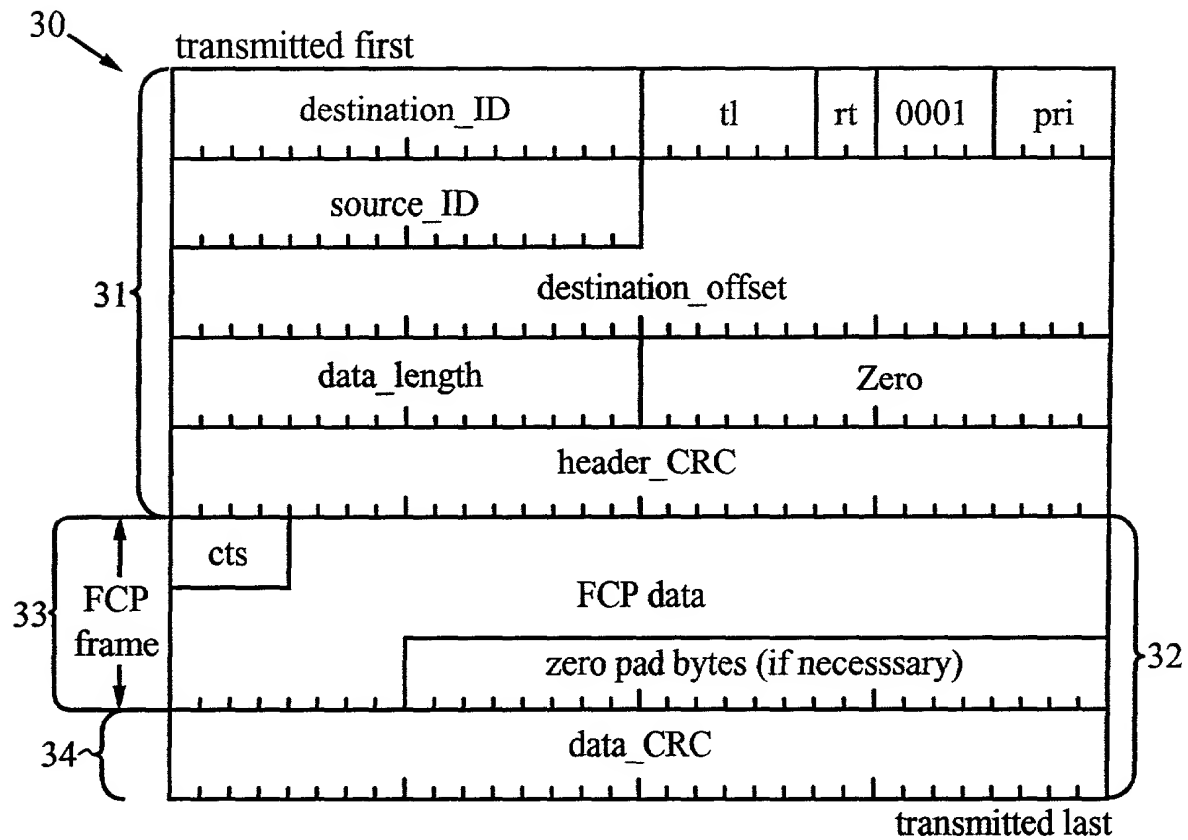 30
transmitted first
destination_ID tl rt 0001 pri
source_ID
31
destination_offset
data_length Zero
header_CRC
cts
33 FCP frame
FCP data
32
zero pad bytes (if necesssary)
34
data_CRC
transmitted last